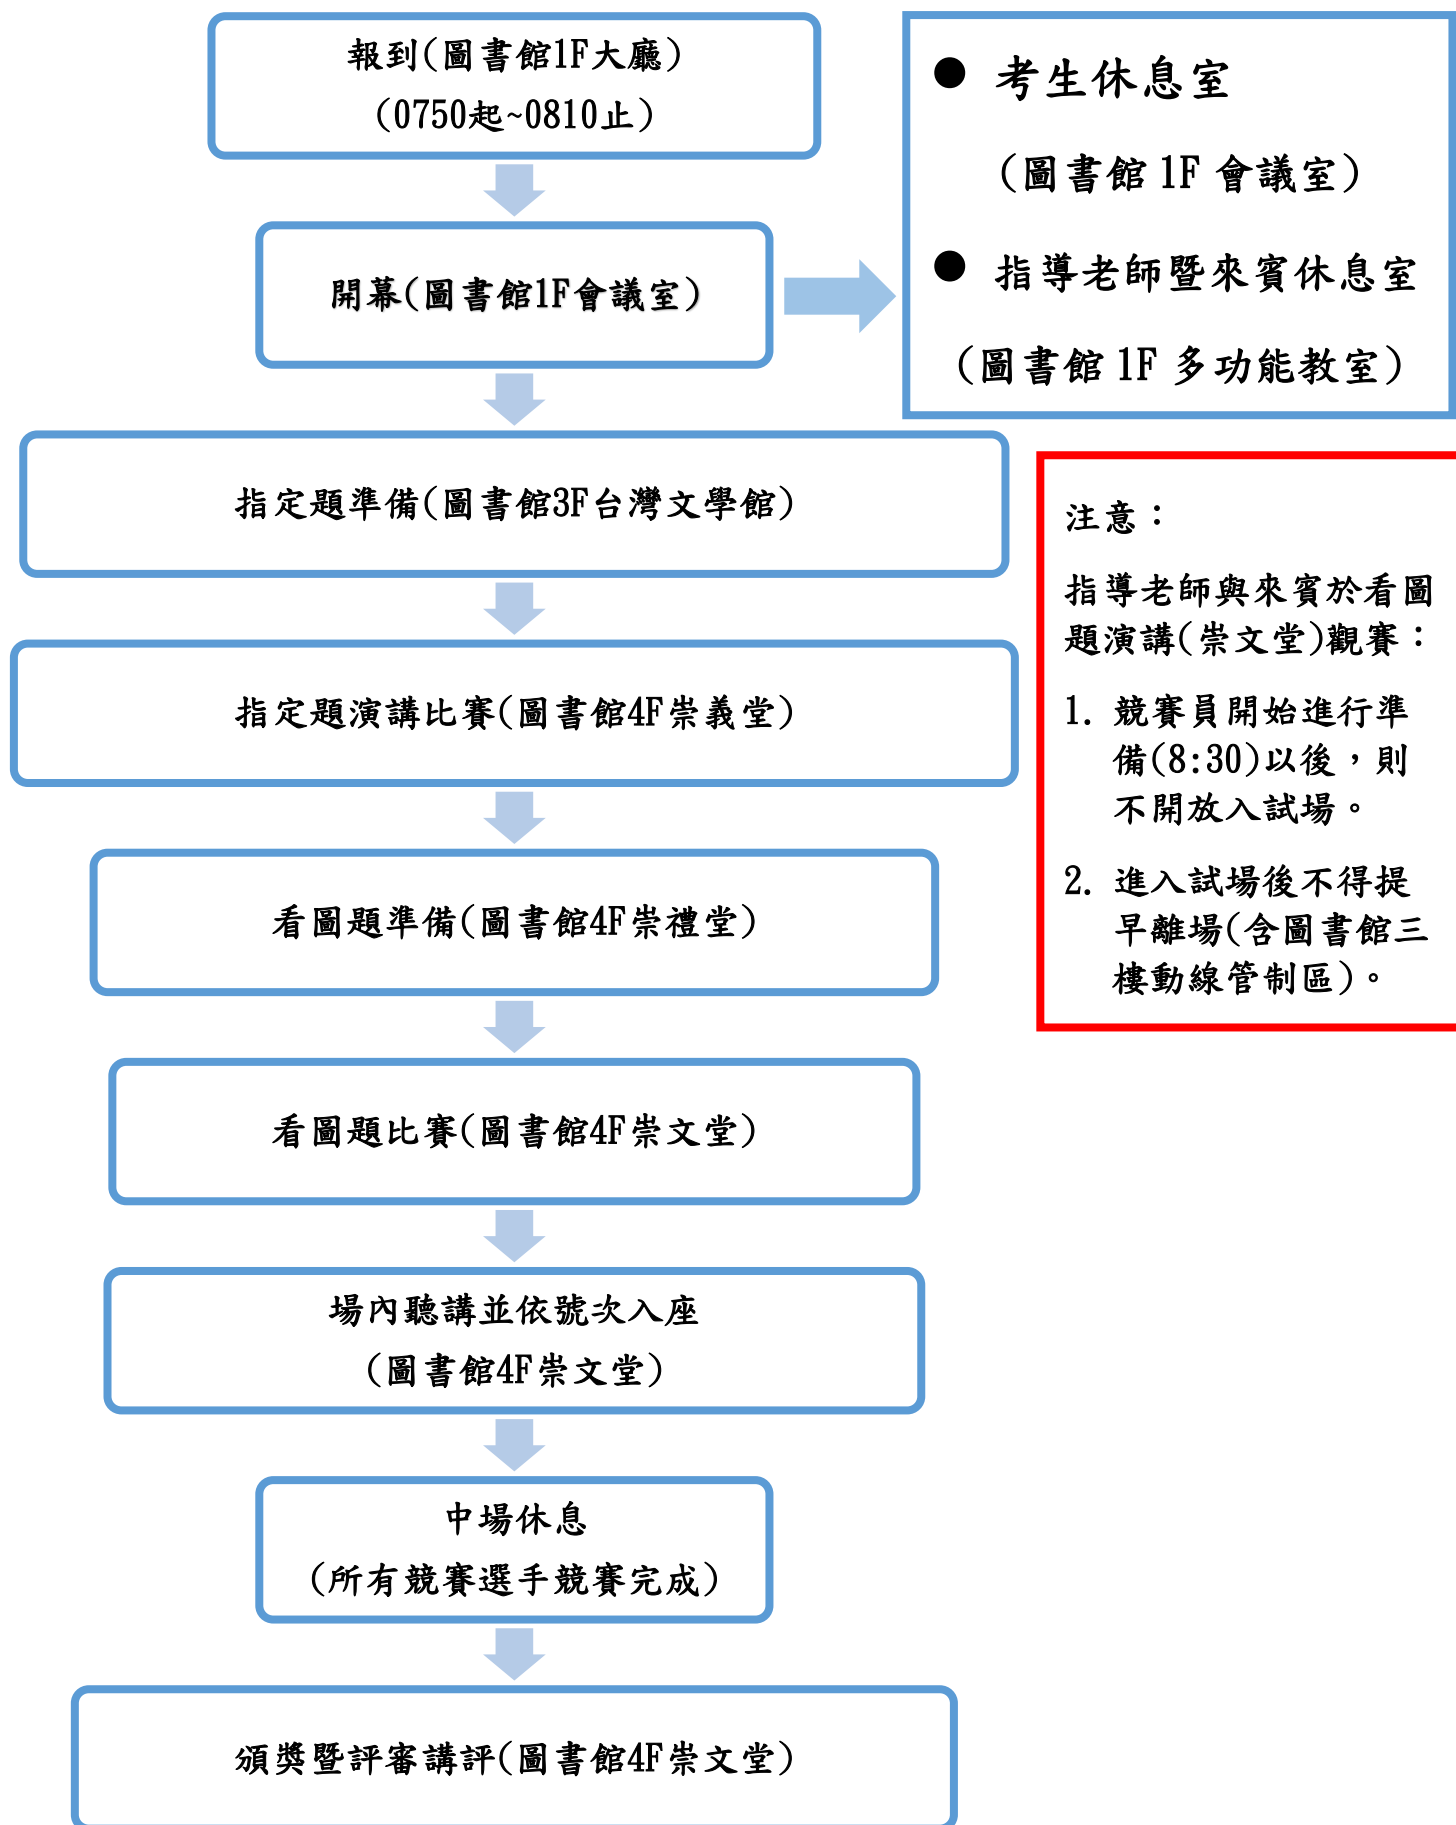 報到(圖書館1F大廳)
(0750起~0810止)
開幕(圖書館1F會議室)
● 考生休息室
(圖書館 1F 會議室)
● 指導老師暨來賓休息室
(圖書館 1F 多功能教室)
指定題準備(圖書館3F台灣文學館)
指定題演講比賽(圖書館4F崇義堂)
看圖題準備(圖書館4F崇禮堂)
看圖題比賽(圖書館4F崇文堂)
場內聽講並依號次入座
(圖書館4F崇文堂)
中場休息
(所有競賽選手競賽完成)
頒獎暨評審講評(圖書館4F崇文堂)
注意：
指導老師與來賓於看圖
題演講(崇文堂)觀賽：
1. 競賽員開始進行準
備(8:30)以後，則
不開放入試場。
2. 進入試場後不得提
早離場(含圖書館三
樓動線管制區)。